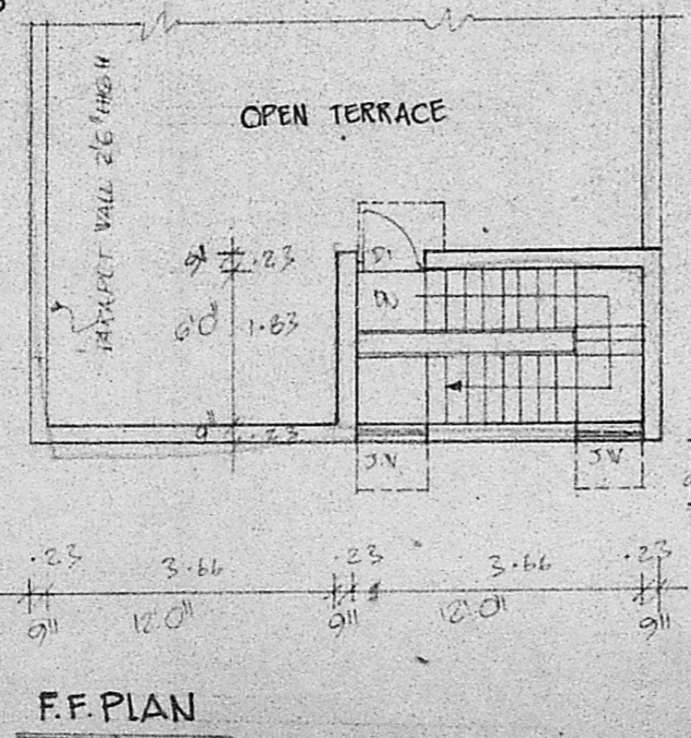 OPEN TERRACE
PARAPET WALL 2'6" HIGH
9" .23
D1
DN
6'0" 1.83
9" .23
J.W
J.W
.23 3.66 .23 3.66 .23
9" 12'0" 9" 12'0" 9"
F.F. PLAN